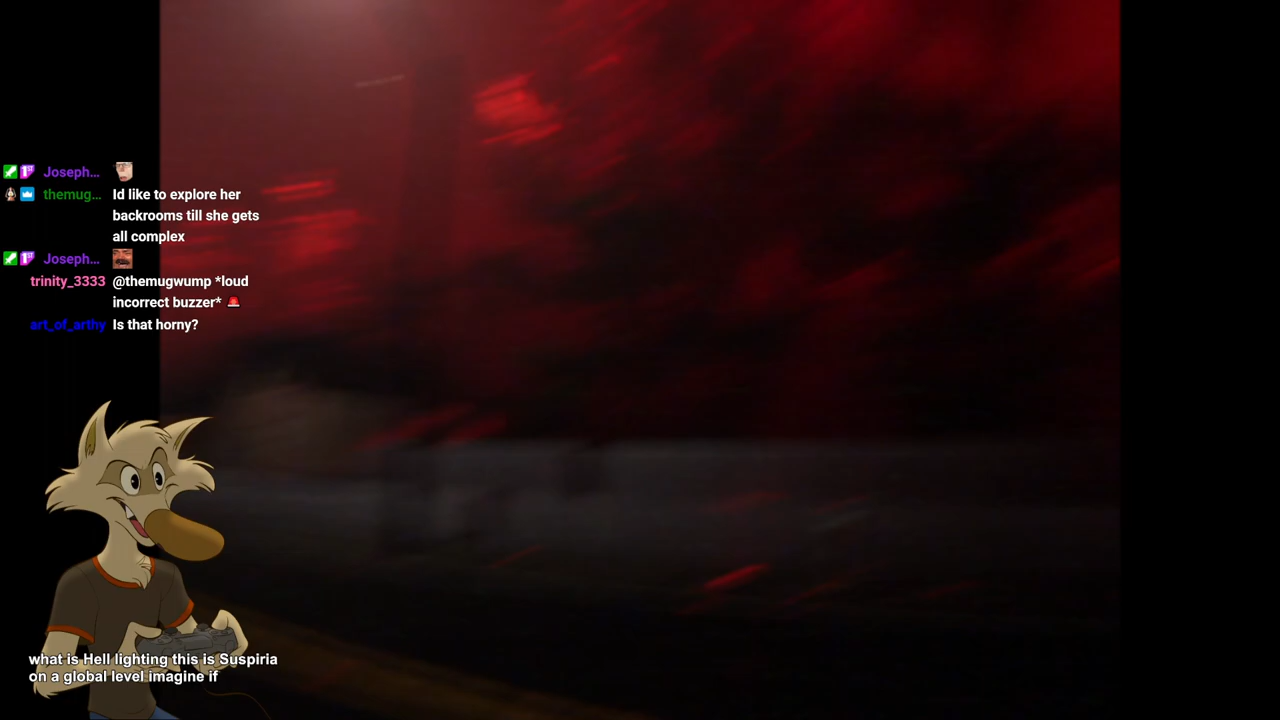 Joseph...
themug... Id like to explore her
backrooms till she gets
all complex
Joseph...
trinity_3333 @themugwump *loud
incorrect buzzer* 🚨
art_of_arthy Is that horny?
what is Hell lighting this is Suspiria
on a global level imagine if